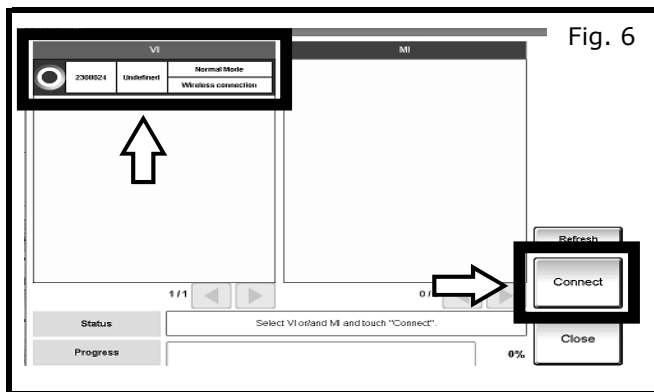 Fig. 6
VI
MI
2300024 Undefined Normal Mode
Wireless connection
Refresh
Connect
1/1
0/
Status Select VI or/and MI and touch "Connect".
Close
Progress 0%